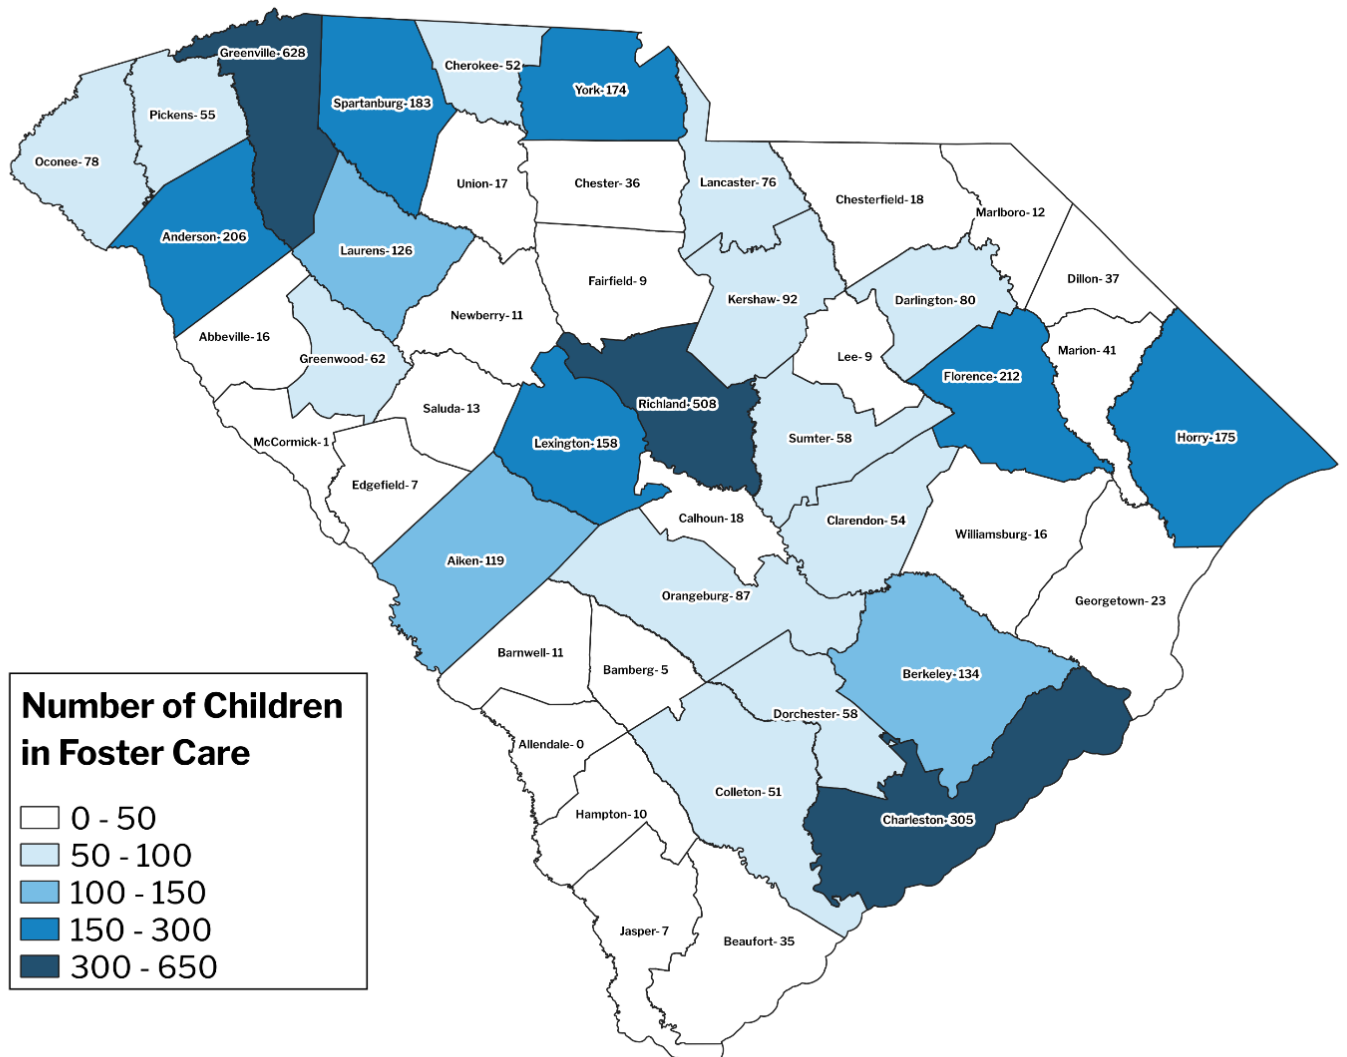 Greenville- 628
Cherokee- 52
York- 174
Spartanburg- 183
Pickens- 55
Oconee- 78
Union- 17
Chester- 36
Lancaster- 76
Chesterfield- 18
Marlboro- 12
Anderson- 206
Laurens- 126
Fairfield- 9
Kershaw- 92
Darlington- 80
Dillon- 37
Newberry- 11
Abbeville- 16
Greenwood- 62
Lee- 9
Marion- 41
Florence- 212
Saluda- 13
Richland- 508
McCormick- 1
Lexington- 158
Sumter- 58
Horry- 175
Edgefield- 7
Calhoun- 18
Clarendon- 54
Williamsburg- 16
Aiken- 119
Orangeburg- 87
Georgetown- 23
Barnwell- 11
Bamberg- 5
Berkeley- 134
Dorchester- 58
Allendale- 0
Colleton- 51
Hampton- 10
Charleston- 305
Jasper- 7
Beaufort- 35
Number of Children
in Foster Care
0 - 50
50 - 100
100 - 150
150 - 300
300 - 650